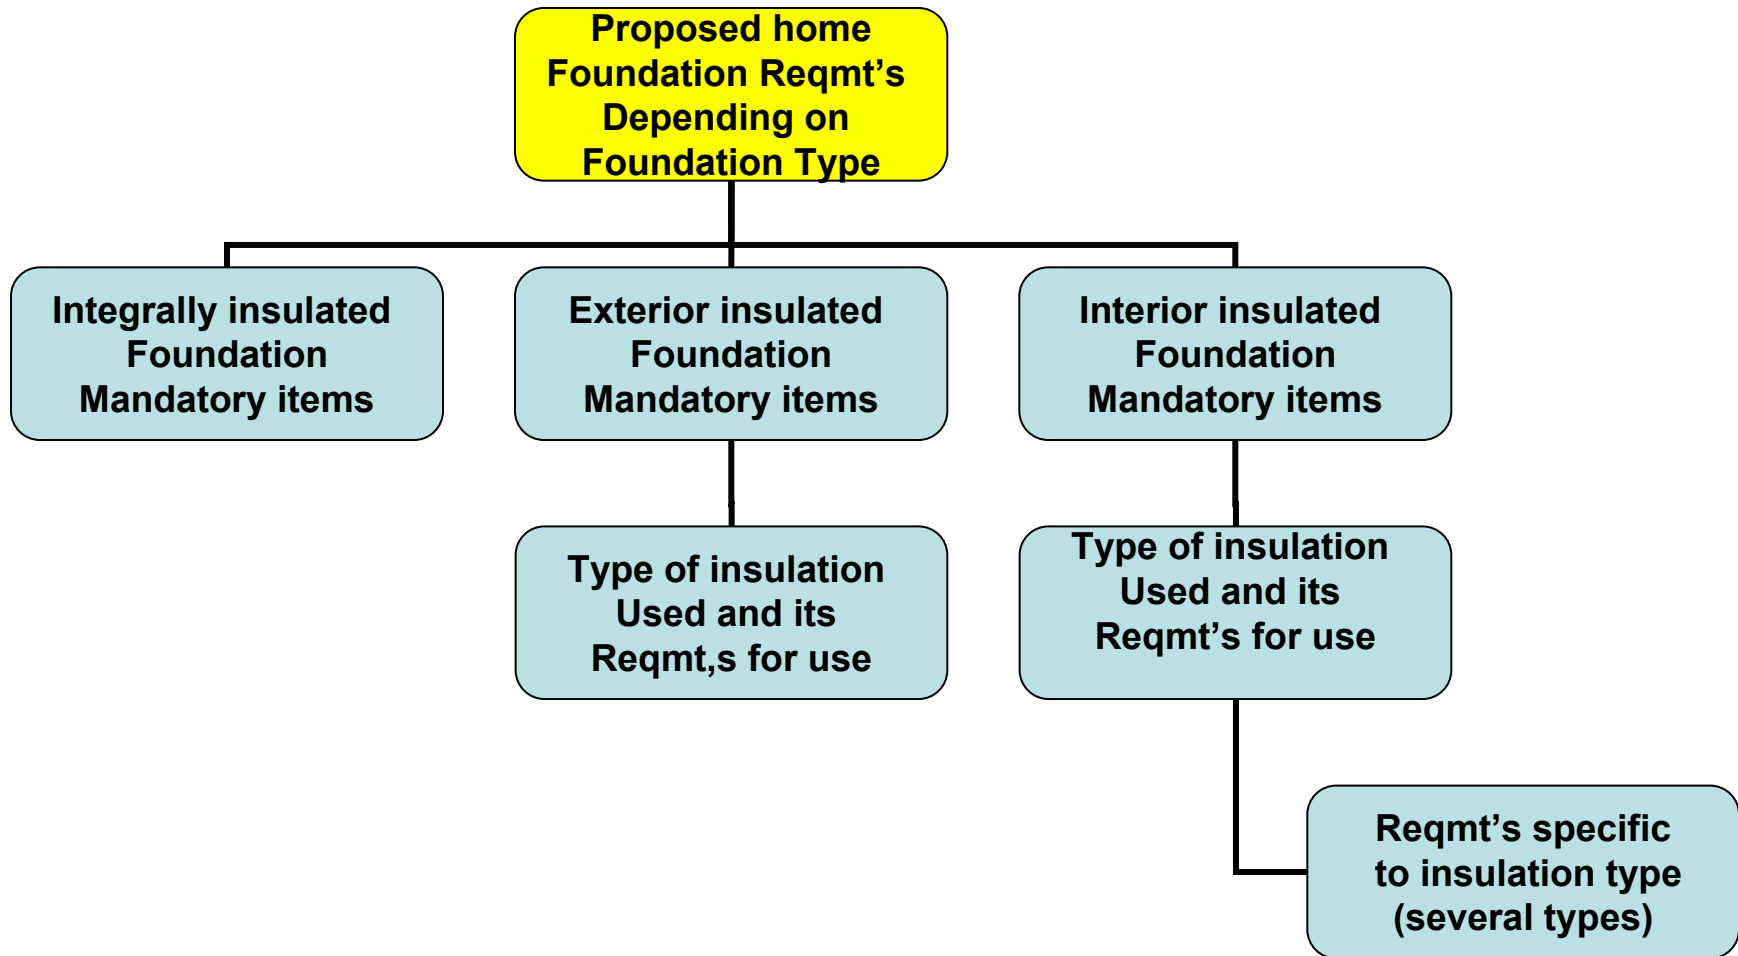 Proposed home
Foundation Reqmt’s
Depending on
Foundation Type
Integrally insulated
Foundation
Mandatory items
Exterior insulated
Foundation
Mandatory items
Interior insulated
Foundation
Mandatory items
Type of insulation
Used and its
Reqmt,s for use
Type of insulation
Used and its
Reqmt’s for use
Reqmt’s specific
to insulation type
(several types)